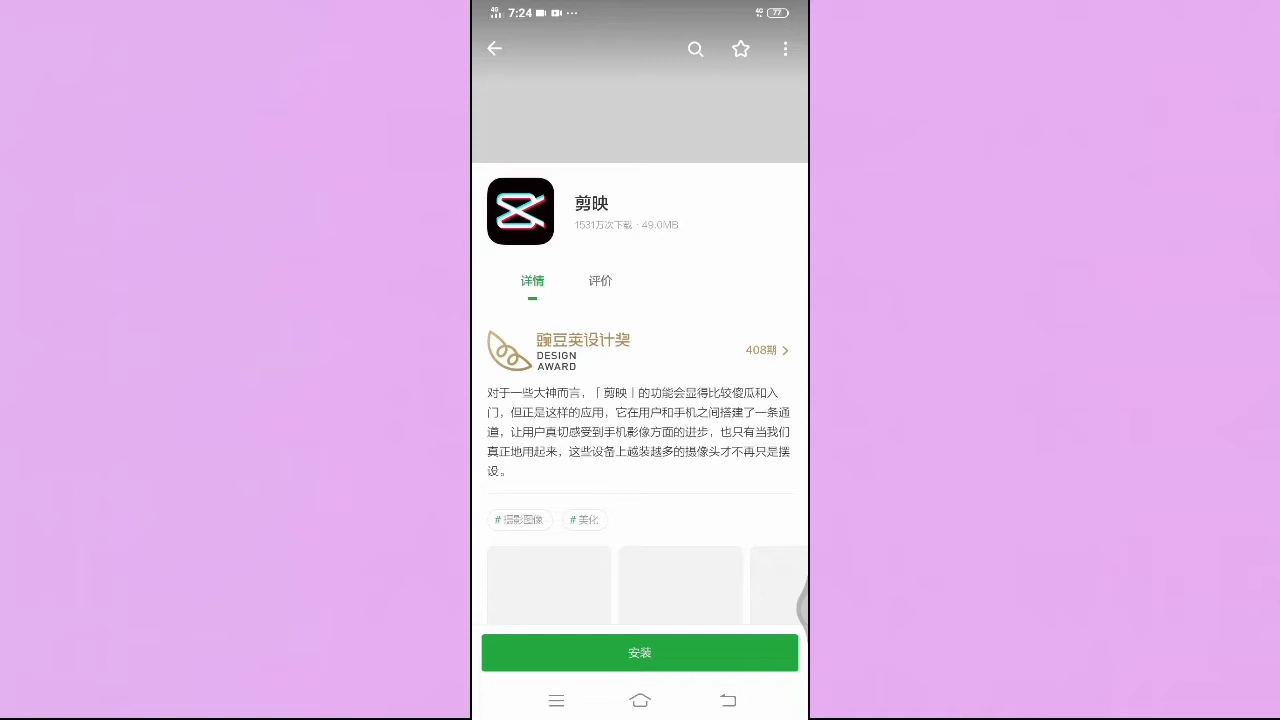 4G 7:24 4G 77
剪映
1531万次下载 · 49.0MB
详情 评价
豌豆荚设计奖
DESIGN
AWARD
408期
对于一些大神而言，「剪映」的功能会显得比较傻瓜和入
门，但正是这样的应用，它在用户和手机之间搭建了一条通
道，让用户真切感受到手机影像方面的进步，也只有当我们
真正地用起来，这些设备上越装越多的摄像头才不再只是摆
设。
# 摄影图像 # 美化
安装